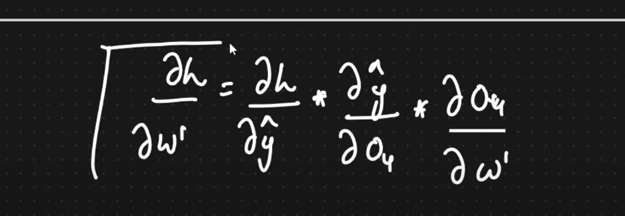 ∂h/∂w' = ∂h/∂ŷ * ∂ŷ/∂O₄ * ∂O₄/∂w'